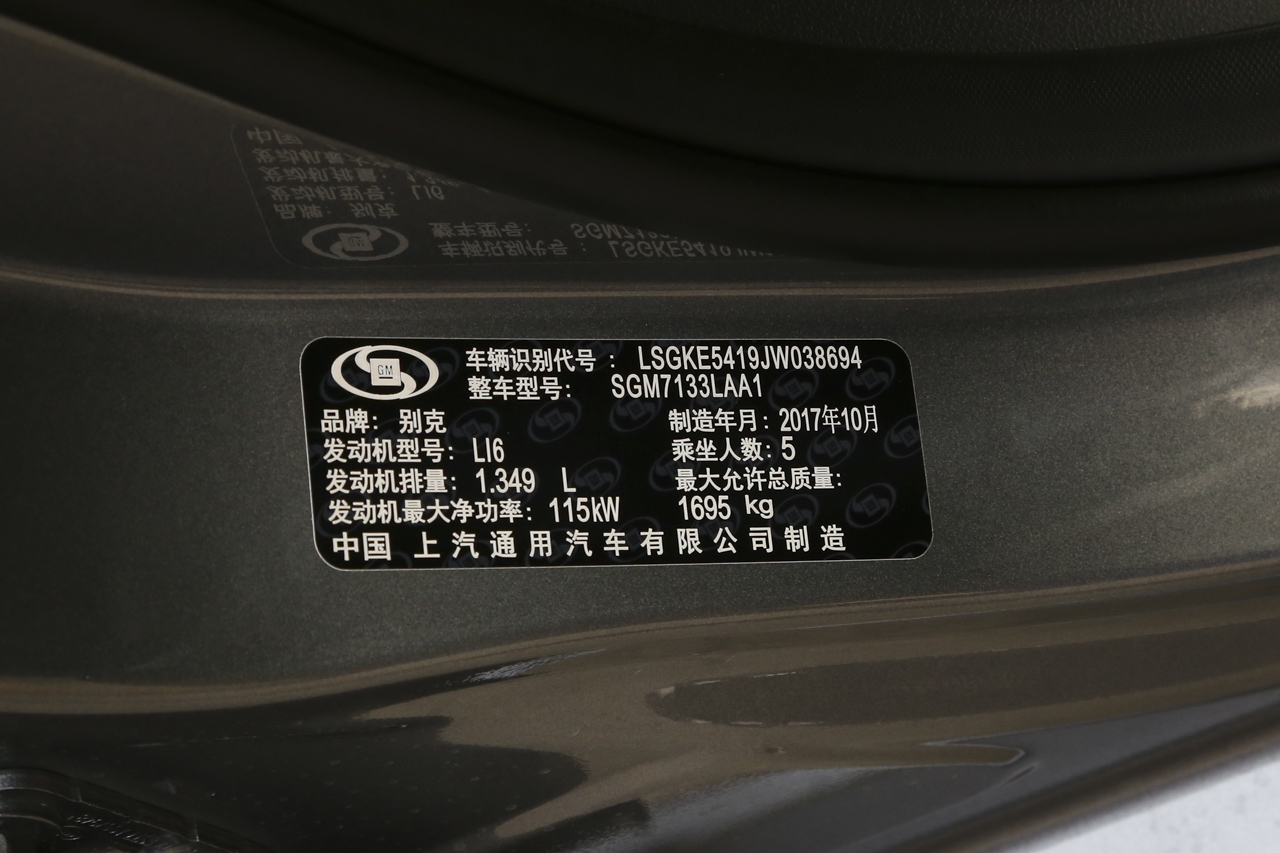 GM
车辆识别代号： LSGKE5419JW038694
整车型号： SGM7133LAA1
品牌： 别克 制造年月：2017年10月
发动机型号： LI6 乘坐人数：5
发动机排量： 1.349 L 最大允许总质量：
发动机最大净功率： 115kW 1695 kg
中国 上汽通用汽车有限公司制造